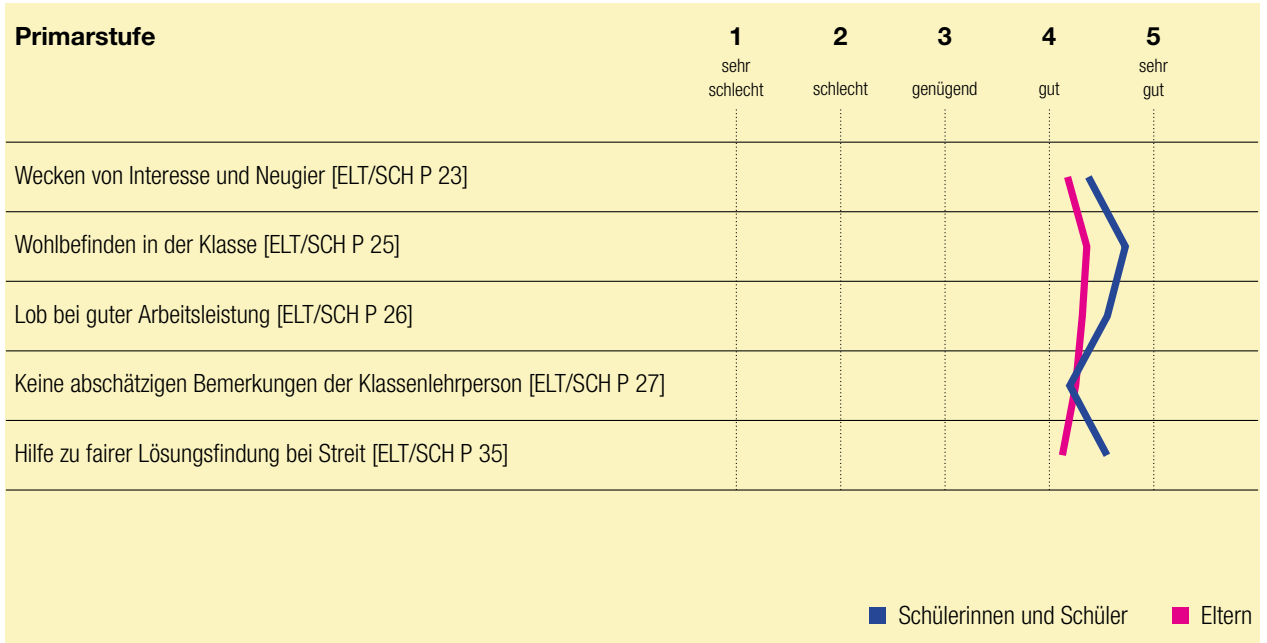 Primarstufe 1 2 3 4 5
sehr sehr
schlecht schlecht genügend gut gut
Wecken von Interesse und Neugier [ELT/SCH P 23]
Wohlbefinden in der Klasse [ELT/SCH P 25]
Lob bei guter Arbeitsleistung [ELT/SCH P 26]
Keine abschätzigen Bemerkungen der Klassenlehrperson [ELT/SCH P 27]
Hilfe zu fairer Lösungsfindung bei Streit [ELT/SCH P 35]
Schülerinnen und Schüler Eltern